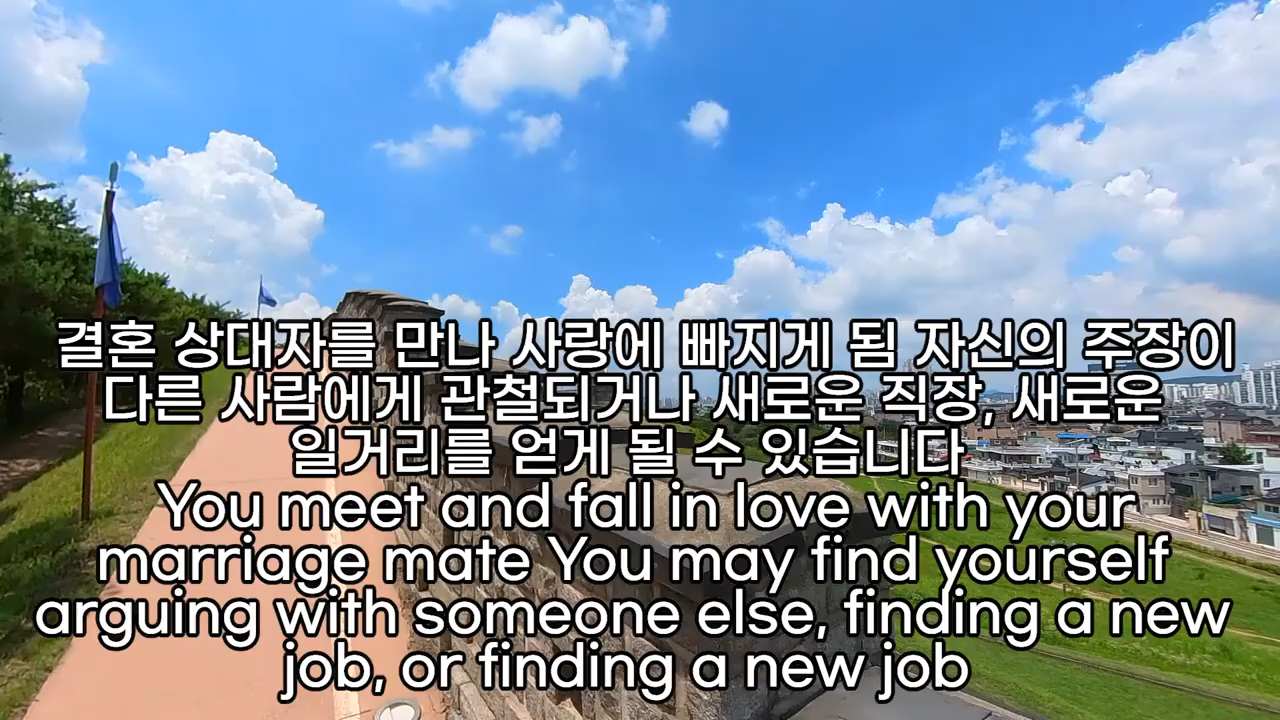 결혼 상대자를 만나 사랑에 빠지게 됨 자신의 주장이
다른 사람에게 관철되거나 새로운 직장, 새로운
일거리를 얻게 될 수 있습니다
You meet and fall in love with your
marriage mate You may find yourself
arguing with someone else, finding a new
job, or finding a new job